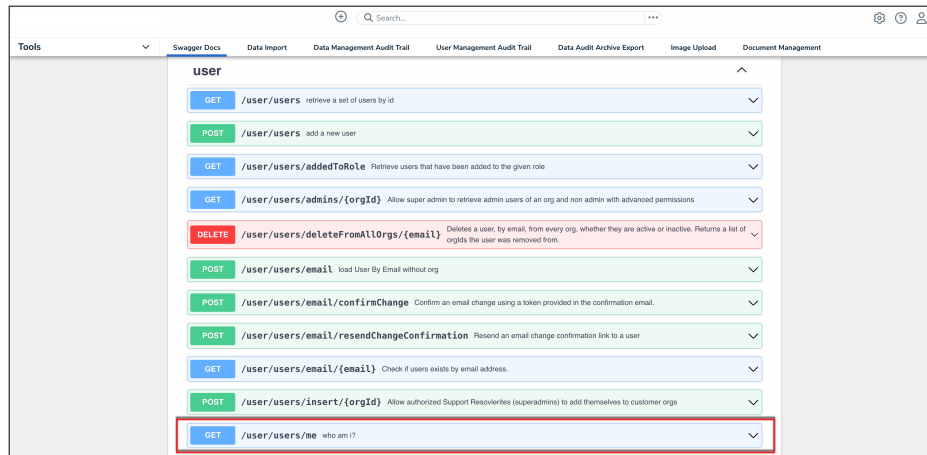 Search...
Tools
Swagger Docs Data Import Data Management Audit Trail User Management Audit Trail Data Audit Archive Export Image Upload Document Management
user
GET /user/users retrieve a set of users by id
POST /user/users add a new user
GET /user/users/addedToRole Retrieve users that have been added to the given role
GET /user/users/admins/{orgId} Allow super admin to retrieve admin users of an org and non admin with advanced permissions
DELETE /user/users/deleteFromAllOrgs/{email} Deletes a user, by email, from every org, whether they are active or inactive. Returns a list of
orgIds the user was removed from.
POST /user/users/email load User By Email without org
POST /user/users/email/confirmChange Confirm an email change using a token provided in the confirmation email.
POST /user/users/email/resendChangeConfirmation Resend an email change confirmation link to a user
GET /user/users/email/{email} Check if users exists by email address.
POST /user/users/insert/{orgId} Allow authorized Support Resovlerites (superadmins) to add themselves to customer orgs
GET /user/users/me who am i?